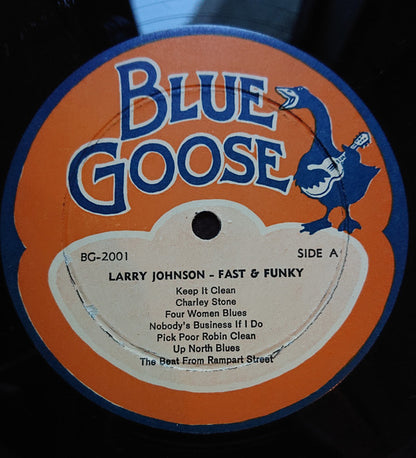 BLUE
GOOSE
BG-2001 SIDE A
LARRY JOHNSON - FAST & FUNKY
Keep It Clean
Charley Stone
Four Women Blues
Nobody's Business If I Do
Pick Poor Robin Clean
Up North Blues
The Beat From Rampart Street